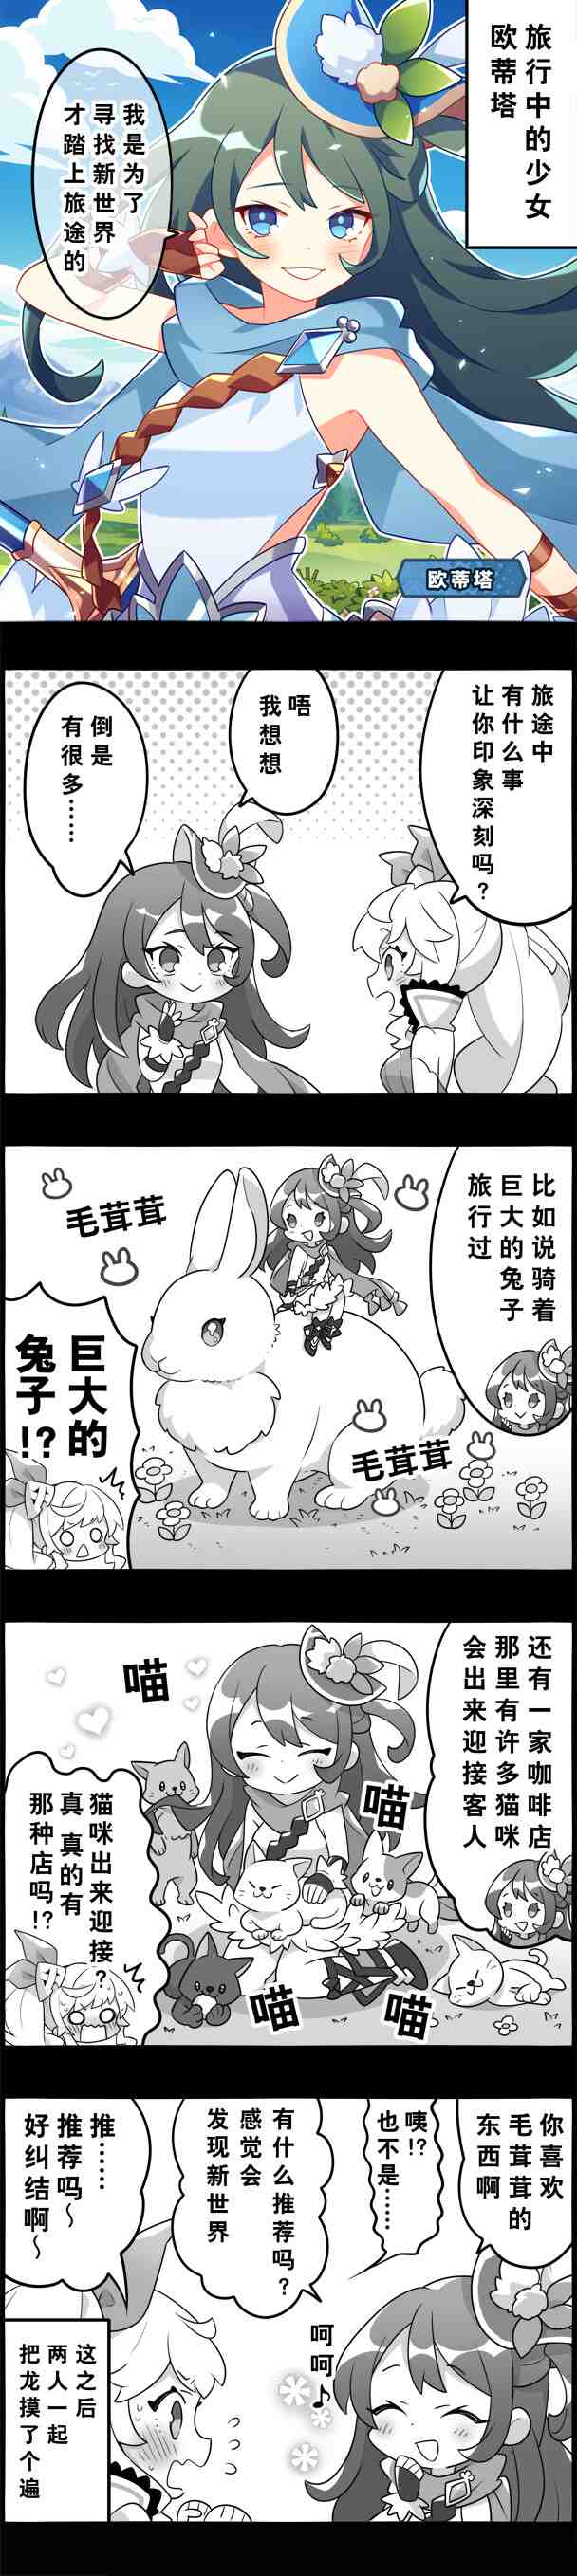 旅行中的少女
欧蒂塔
我是为了
寻找新世界
才踏上旅途的
欧蒂塔
旅途中
有什么事
让你印象深刻吗?
唔
我想想
倒是
有很多……
比如说骑着
巨大的兔子
旅行过
毛茸茸
毛茸茸
巨大的
兔子!?
还有一家咖啡店
那里有许多猫咪
会出来迎接客人
喵
喵
喵
喵
猫咪出来迎接?
真 真的有
那种店吗!?
你喜欢
毛茸茸的
东西啊
咦!?
也不是……
有什么推荐吗?
感觉会
发现新世界
呵
呵♪
推……
推荐吗～
好纠结啊～
这之后
两人一起
把龙摸了个遍